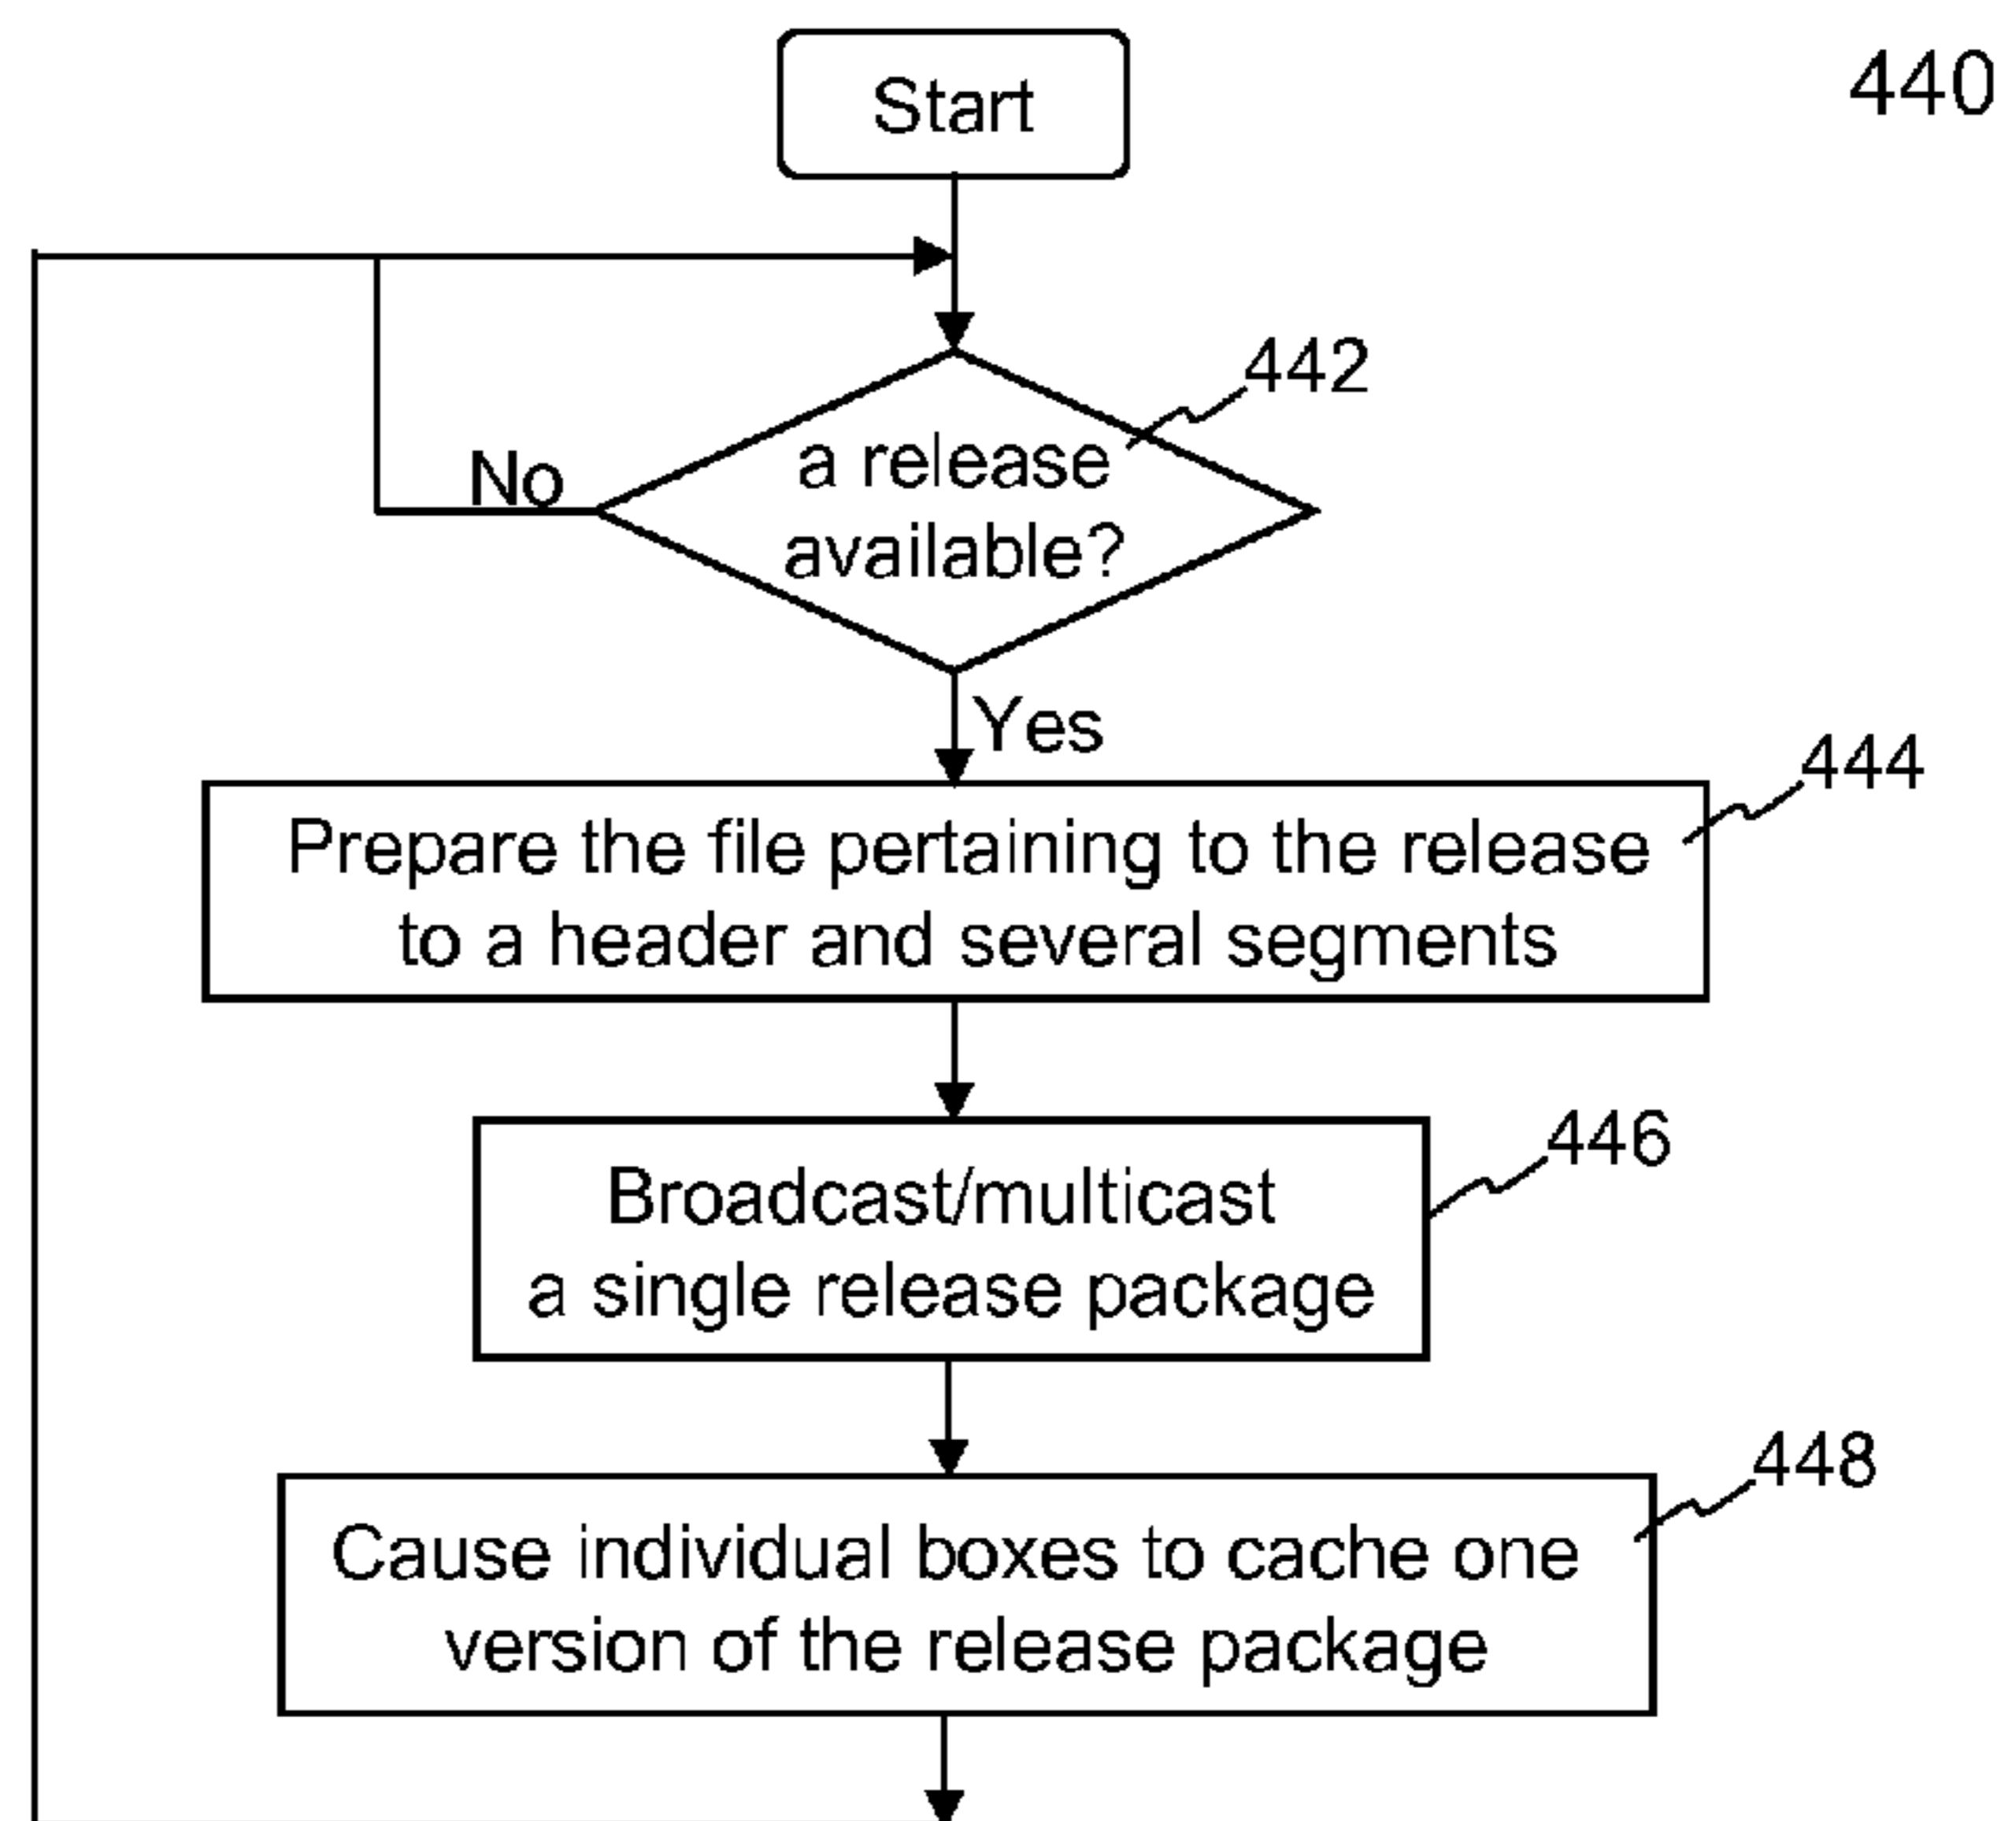 Start
440
442
a release
available?
No
Yes
444
Prepare the file pertaining to the release
to a header and several segments
446
Broadcast/multicast
a single release package
448
Cause individual boxes to cache one
version of the release package